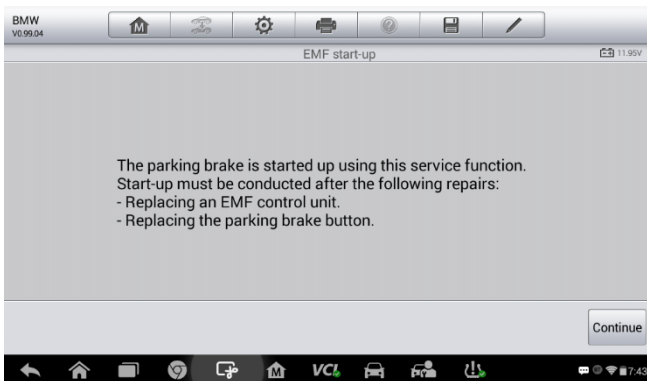 BMW
V0.99.04
M
EMF start-up
11.95V
The parking brake is started up using this service function.
Start-up must be conducted after the following repairs:
- Replacing an EMF control unit.
- Replacing the parking brake button.
Continue
M
VCI
7:43